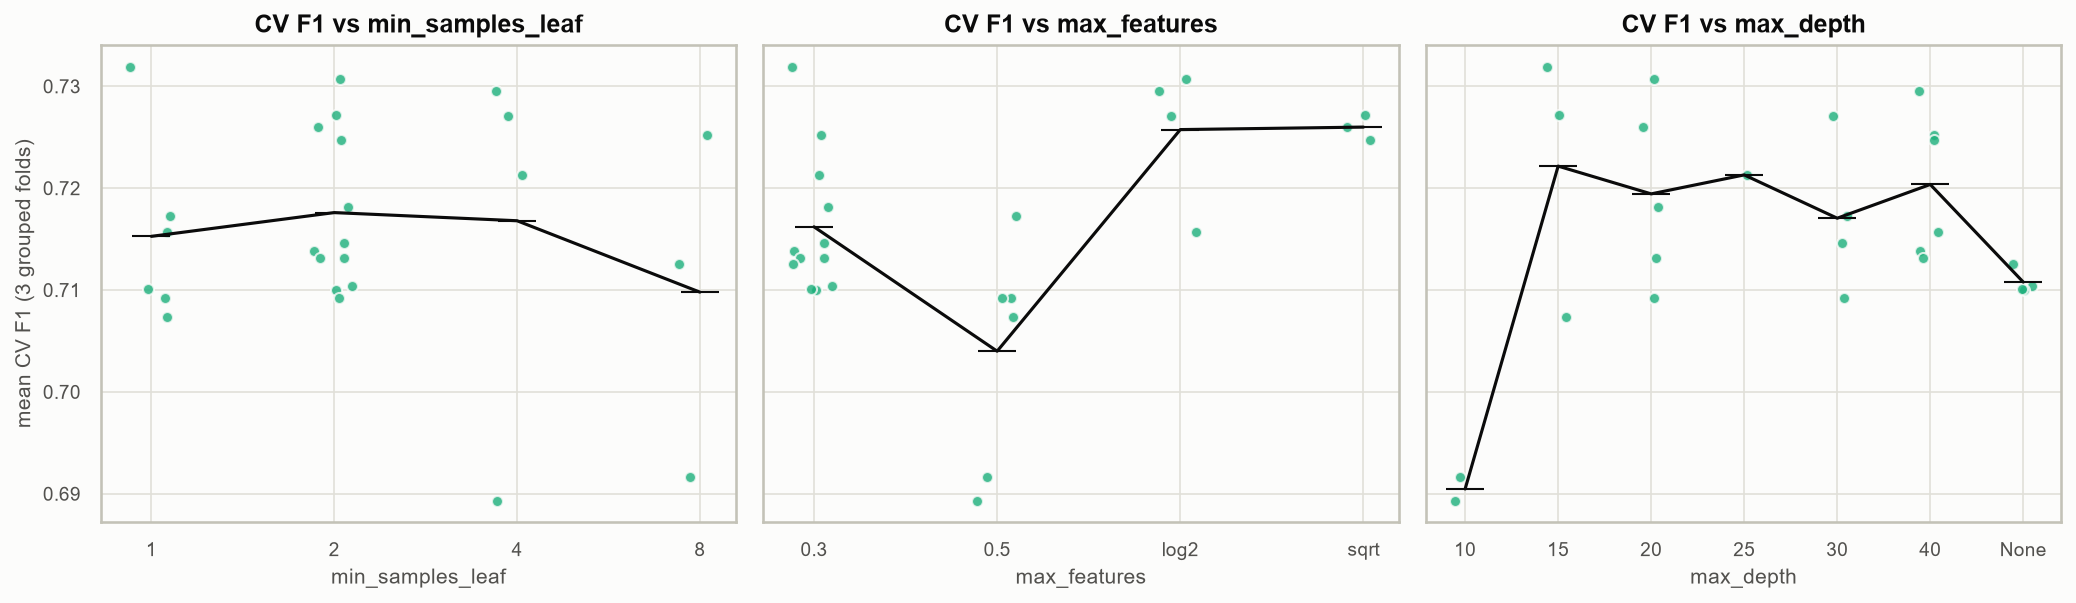 CV F1 vs min_samples_leaf
mean CV F1 (3 grouped folds)
0.73
0.72
0.71
0.70
0.69
1 2 4 8
min_samples_leaf
CV F1 vs max_features
0.3 0.5 log2 sqrt
max_features
CV F1 vs max_depth
10 15 20 25 30 40 None
max_depth